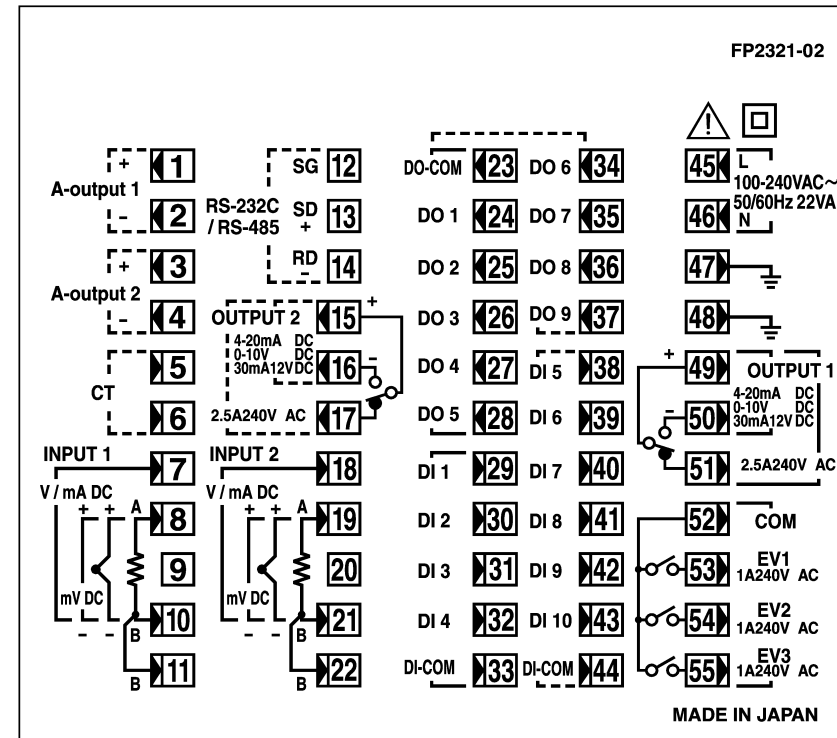 FP2321-02
A-output 1
+ 1
- 2
A-output 2
+ 3
- 4
CT
5
6
INPUT 1
7
V / mA DC
+ + A 8
9
mV DC
- - B 10
B 11
RS-232C
/ RS-485
SG 12
SD + 13
RD - 14
OUTPUT 2 15 +
4-20mA DC
0-10V DC
30mA12V DC
16 -
2.5A240V AC 17
INPUT 2
18
V / mA DC
+ + A 19
20
mV DC
- - B 21
B 22
DO-COM 23
DO 1 24
DO 2 25
DO 3 26
DO 4 27
DO 5 28
DI 1 29
DI 2 30
DI 3 31
DI 4 32
DI-COM 33
DO 6 34
DO 7 35
DO 8 36
DO 9 37
DI 5 38
DI 6 39
DI 7 40
DI 8 41
DI 9 42
DI 10 43
DI-COM 44
!
45 L
100-240VAC~
50/60Hz 22VA
46 N
47
48
+ 49 OUTPUT 1
4-20mA DC
0-10V DC
30mA12V DC
- 50
51 2.5A240V AC
52 COM
53 EV1
1A240V AC
54 EV2
1A240V AC
55 EV3
1A240V AC
MADE IN JAPAN